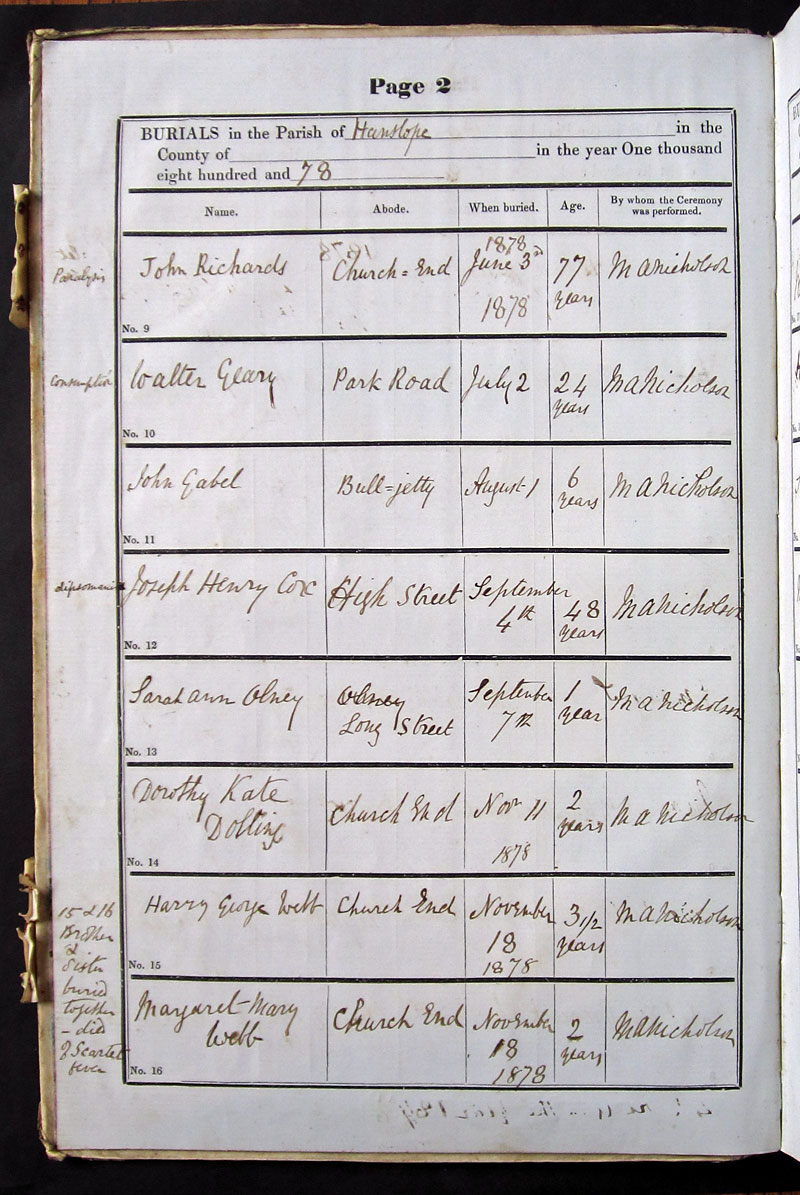 Page 2
BURIALS in the Parish of Hanslope in the
County of in the year One thousand
eight hundred and 78
Name. Abode. When buried. Age. By whom the Ceremony was performed.
Paralysis
John Richards Church=End 1878 June 3rd 1878 77 years M A Nicholson
No. 9
Consumption
Walter Geary Park Road July 2 24 years M A Nicholson
No. 10
John Gabel Bull=jetty August 1 6 years M A Nicholson
No. 11
dipsomania
Joseph Henry Cox High Street September 4th 48 years M A Nicholson
No. 12
Sarah ann Olney Olney Long Street September 7th 1 year M A Nicholson
No. 13
Dorothy Kate Dolling Church End Novr 11 1878 2 years M A Nicholson
No. 14
Harry George Webb Church End November 18 1878 3 1/2 years M A Nicholson
No. 15
15 & 16
Brother
&
Sister
buried
together
- died
of Scarlet
fever
Margaret Mary Webb Church End November 18 1878 2 years M A Nicholson
No. 16